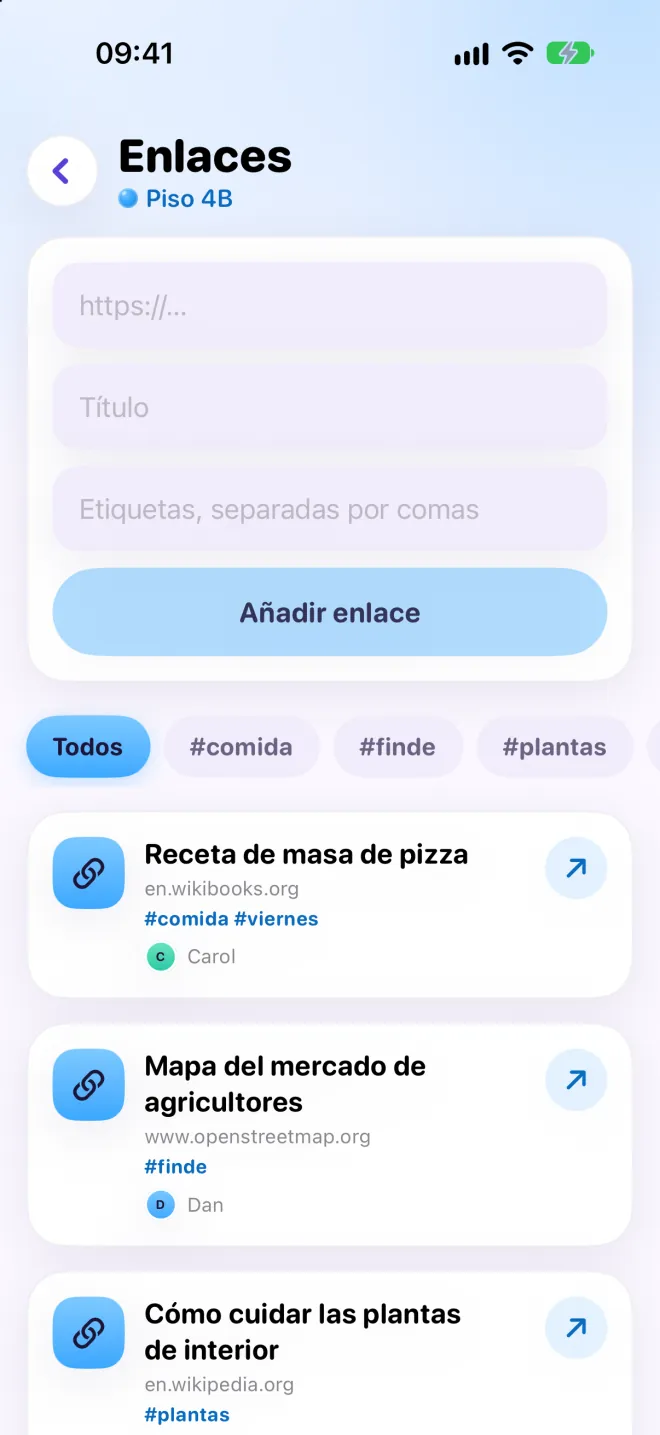 09:41
Enlaces
Piso 4B
https://...
Título
Etiquetas, separadas por comas
Añadir enlace
Todos #comida #finde #plantas
Receta de masa de pizza
en.wikibooks.org
#comida #viernes
C Carol
Mapa del mercado de
agricultores
www.openstreetmap.org
#finde
D Dan
Cómo cuidar las plantas
de interior
en.wikipedia.org
#plantas